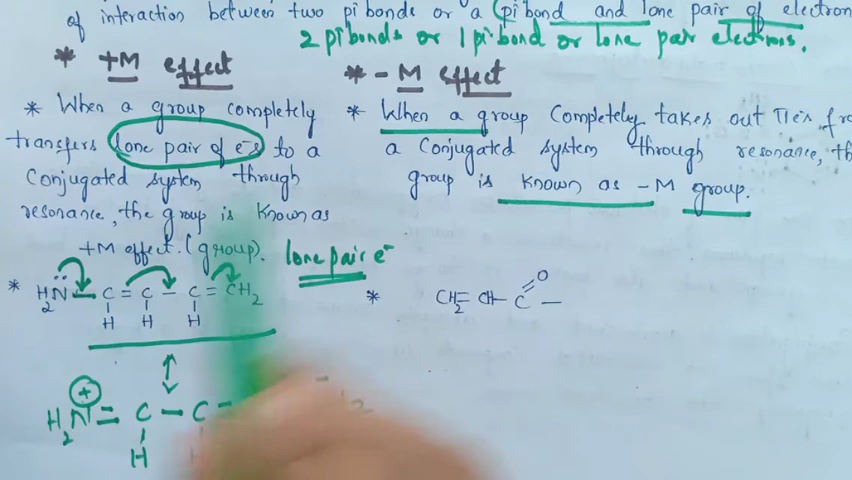 of interaction between two pi bonds or a (pi bond and lone pair of electron
2 pi bonds or 1 pi bond or lone pair electrons.
* +M effect
* - M effect
* When a group completely
transfers lone pair of e-s to a
Conjugated system through
resonance, the group is known as
+M effect. (group). lone pair e-
* When a group Completely takes out πe's fr
a Conjugated system through resonance, th
group is known as -M group.
* H2N̈ - C = C - C = CH2
H H H
* CH2= CH- C -
O
+
H2N = C - C -
H